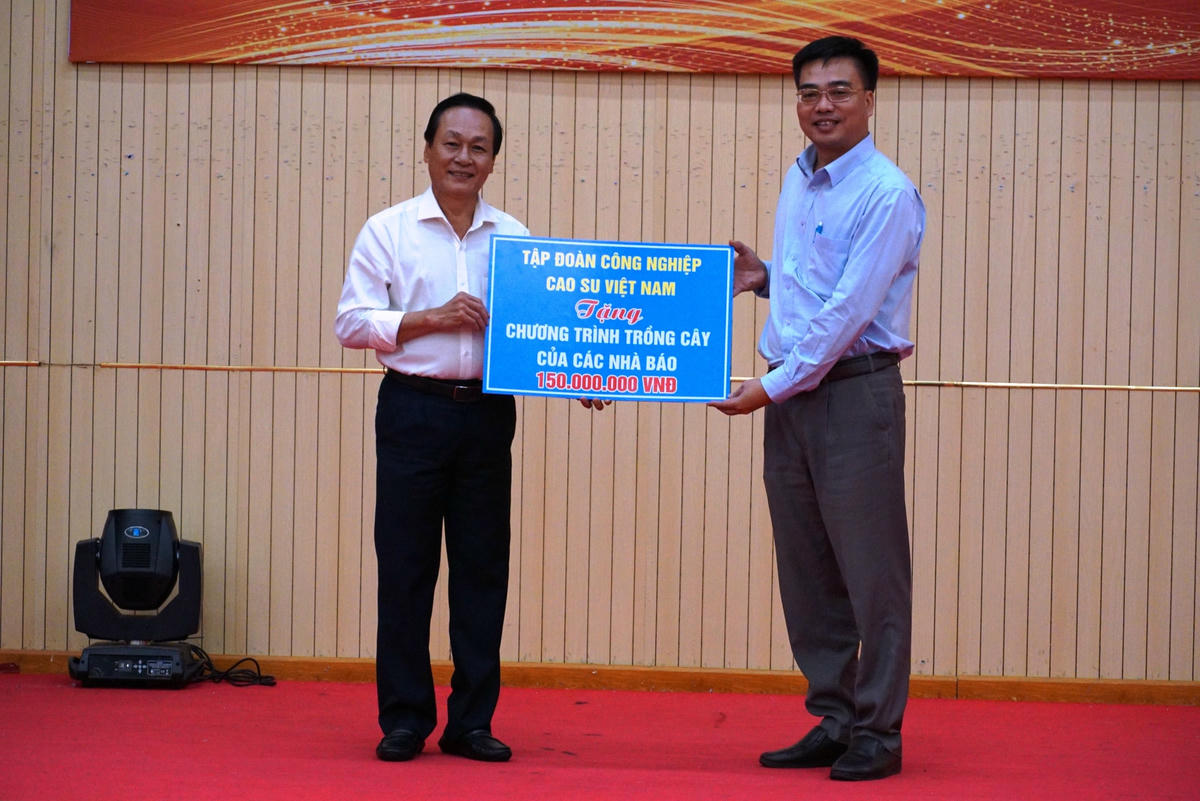 TẬP ĐOÀN CÔNG NGHIỆP
CAO SU VIỆT NAM
Tặng
CHƯƠNG TRÌNH TRỒNG CÂY
CỦA CÁC NHÀ BÁO
150.000.000 VNĐ